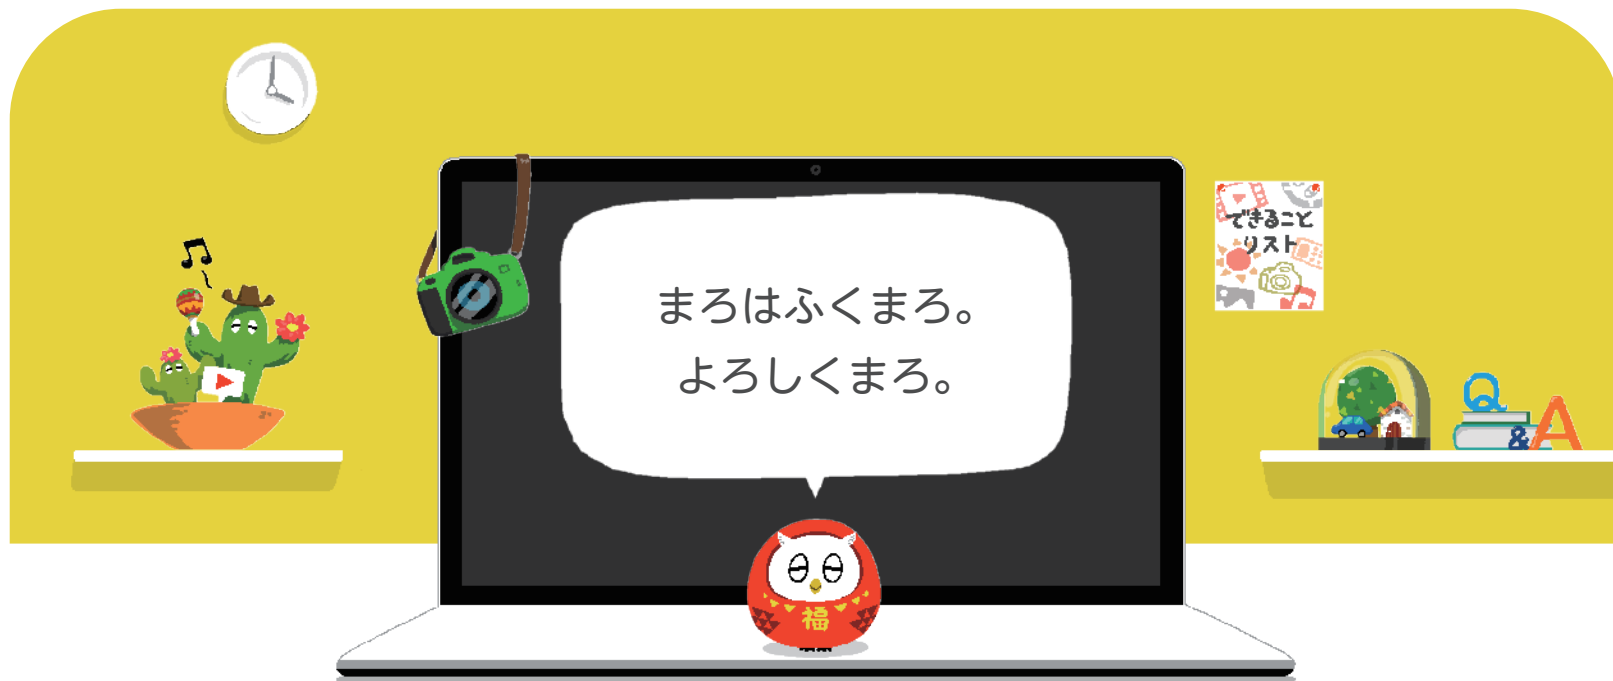 まろはふくまろ。
よろしくまろ。
できること
リスト
福
Q
&A